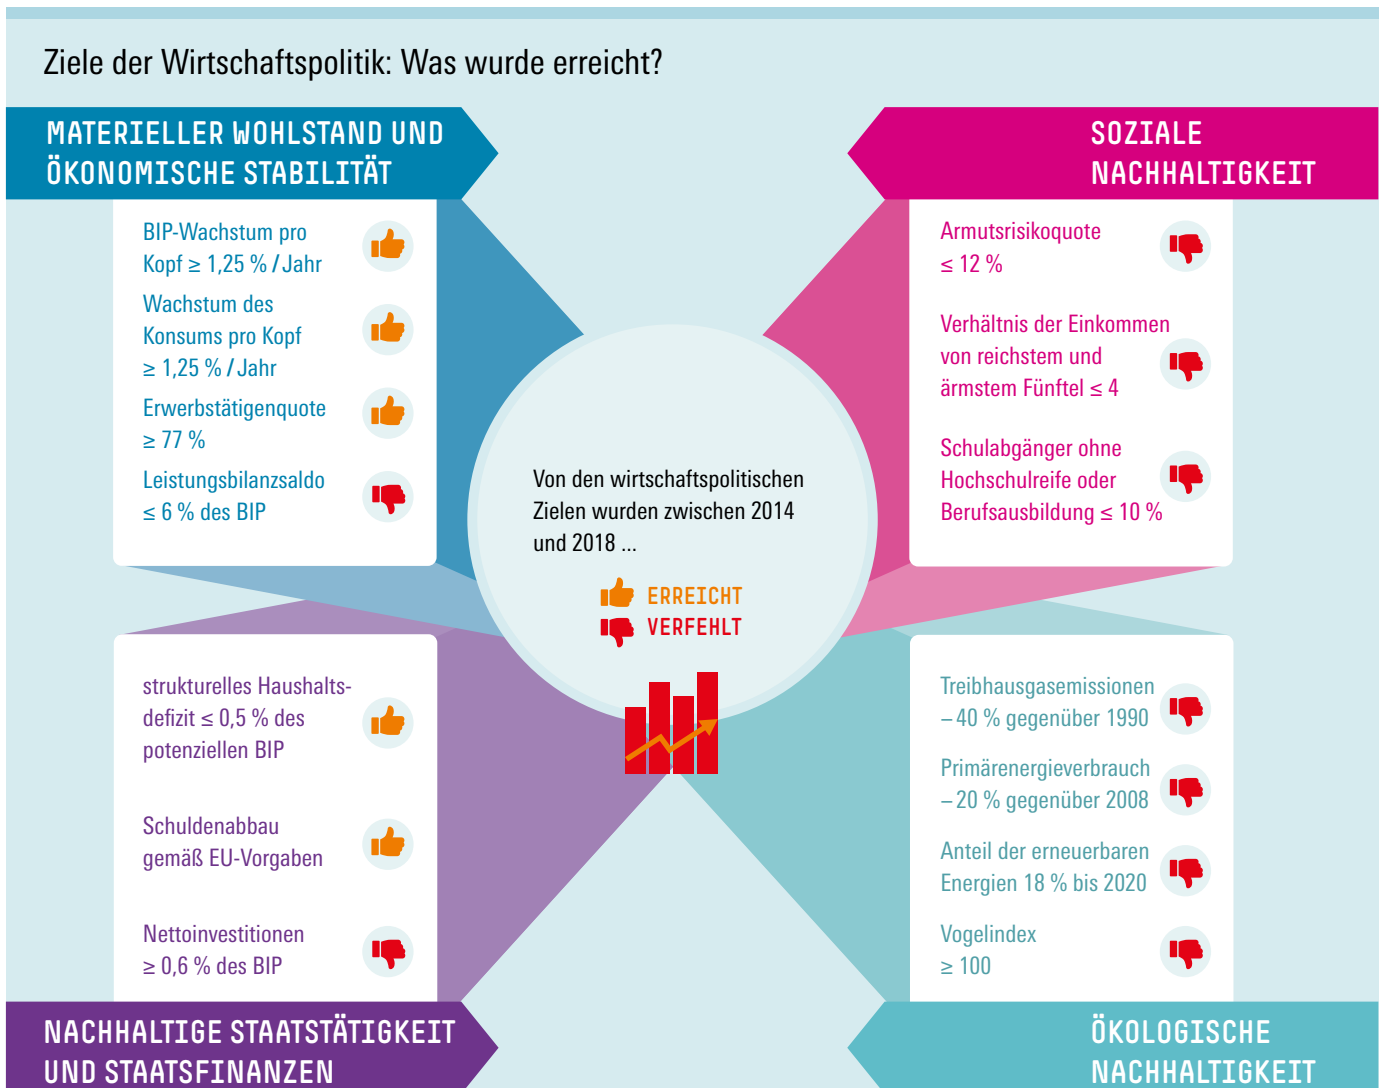 Ziele der Wirtschaftspolitik: Was wurde erreicht?
MATERIELLER WOHLSTAND UND
ÖKONOMISCHE STABILITÄT
BIP-Wachstum pro
Kopf ≥ 1,25 % / Jahr
Wachstum des
Konsums pro Kopf
≥ 1,25 % / Jahr
Erwerbstätigenquote
≥ 77 %
Leistungsbilanzsaldo
≤ 6 % des BIP
SOZIALE
NACHHALTIGKEIT
Armutsrisikoquote
≤ 12 %
Verhältnis der Einkommen
von reichstem und
ärmstem Fünftel ≤ 4
Schulabgänger ohne
Hochschulreife oder
Berufsausbildung ≤ 10 %
Von den wirtschaftspolitischen
Zielen wurden zwischen 2014
und 2018 ...
ERREICHT
VERFEHLT
strukturelles Haushalts-
defizit ≤ 0,5 % des
potenziellen BIP
Schuldenabbau
gemäß EU-Vorgaben
Nettoinvestitionen
≥ 0,6 % des BIP
NACHHALTIGE STAATSTÄTIGKEIT
UND STAATSFINANZEN
Treibhausgasemissionen
– 40 % gegenüber 1990
Primärenergieverbrauch
– 20 % gegenüber 2008
Anteil der erneuerbaren
Energien 18 % bis 2020
Vogelindex
≥ 100
ÖKOLOGISCHE
NACHHALTIGKEIT